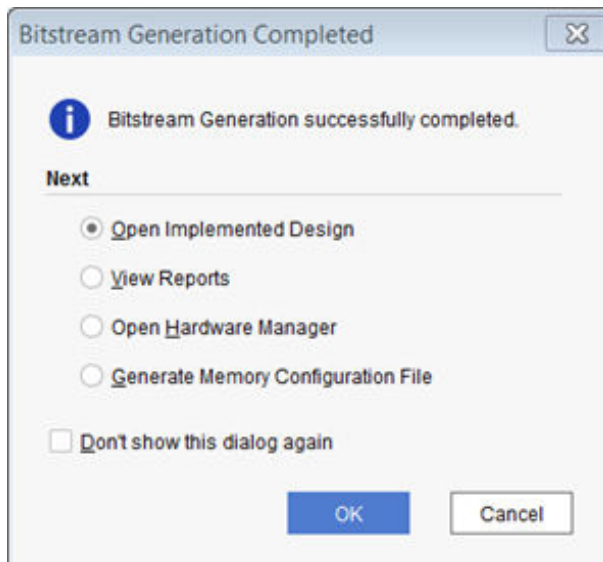 Bitstream Generation Completed
Bitstream Generation successfully completed.
Next
Open Implemented Design
View Reports
Open Hardware Manager
Generate Memory Configuration File
Don't show this dialog again
OK
Cancel